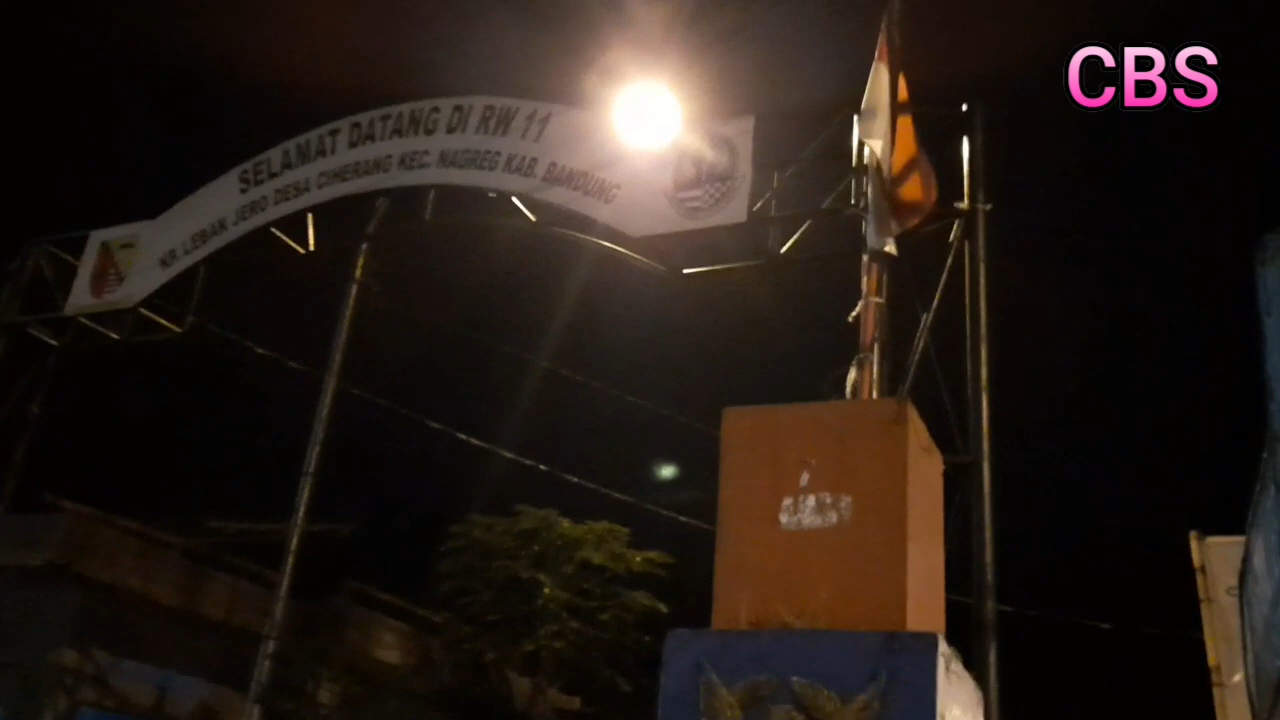 CBS
SELAMAT DATANG DI RW 11
KP. LEBAK JERO DESA CIHERANG KEC. NAGREG KAB. BANDUNG